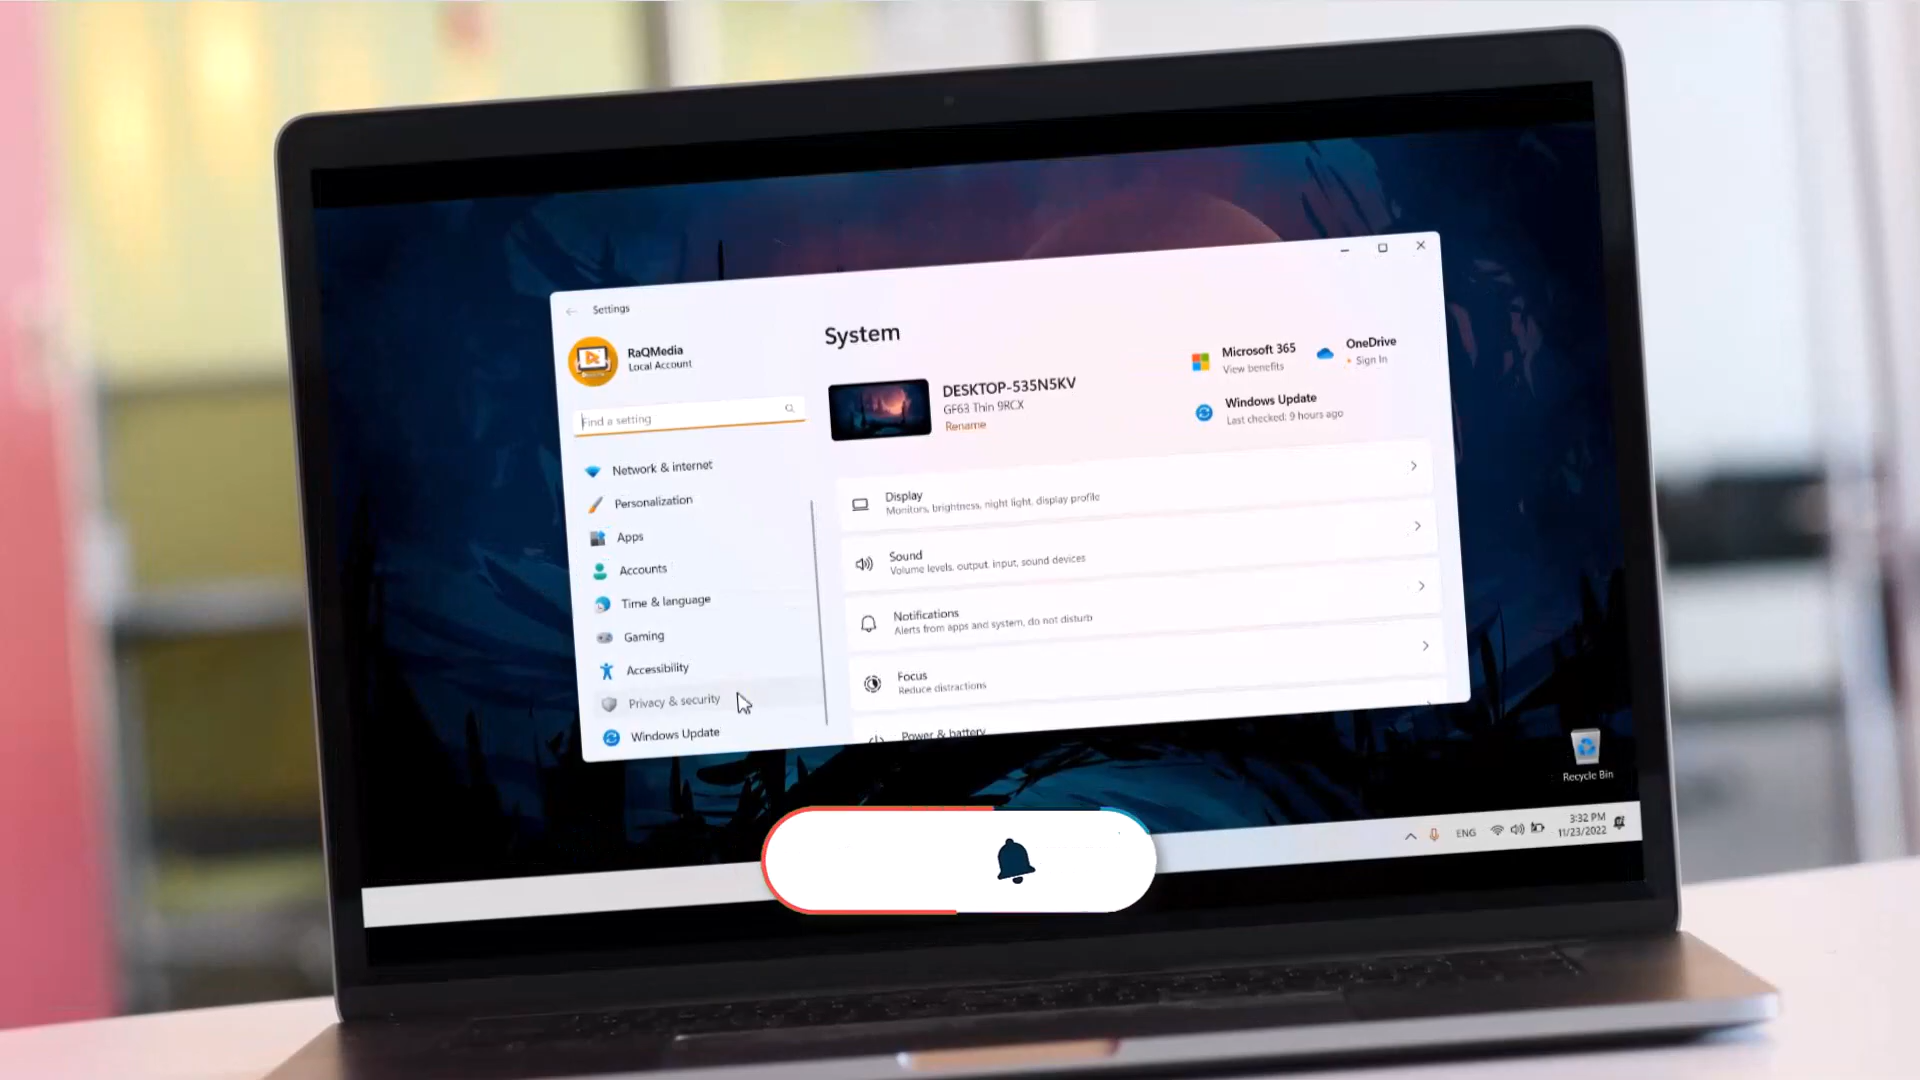 Settings
RaQMedia
Local Account
Find a setting
Network & internet
Personalization
Apps
Accounts
Time & language
Gaming
Accessibility
Privacy & security
Windows Update
System
DESKTOP-535N5KV
GF63 Thin 9RCX
Rename
Microsoft 365
View benefits
OneDrive
• Sign In
Windows Update
Last checked: 9 hours ago
Display
Monitors, brightness, night light, display profile
Sound
Volume levels, output, input, sound devices
Notifications
Alerts from apps and system, do not disturb
Focus
Reduce distractions
Power & battery
Recycle Bin
ENG
3:32 PM
11/23/2022